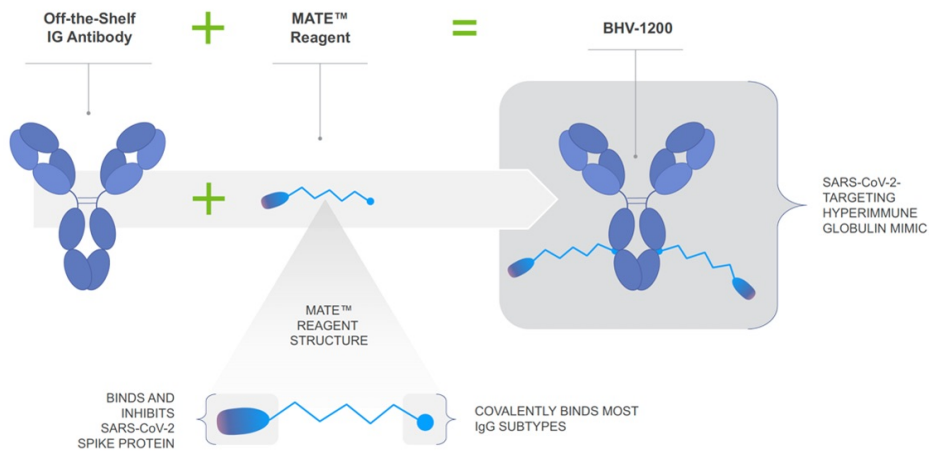 Off-the-Shelf
IG Antibody
+
MATE™
Reagent
=
BHV-1200
+
SARS-CoV-2-
TARGETING
HYPERIMMUNE
GLOBULIN MIMIC
MATE™
REAGENT
STRUCTURE
BINDS AND
INHIBITS
SARS-CoV-2
SPIKE PROTEIN
COVALENTLY BINDS MOST
IgG SUBTYPES